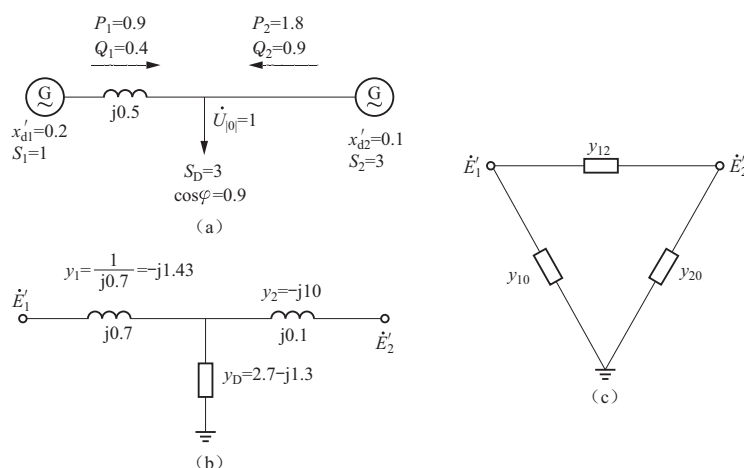 P₁=0.9
Q₁=0.4
P₂=1.8
Q₂=0.9
G
~
G
~
j0.5
U̇|0|=1
x′d1=0.2
S₁=1
x′d2=0.1
S₂=3
S_D=3
cosφ=0.9
（a）
y₁=1/j0.7=−j1.43
Ė′₁
y₂=−j10
j0.7
j0.1
Ė′₂
y_D=2.7−j1.3
（b）
y₁₂
Ė′₁
Ė′₂
y₁₀
y₂₀
（c）